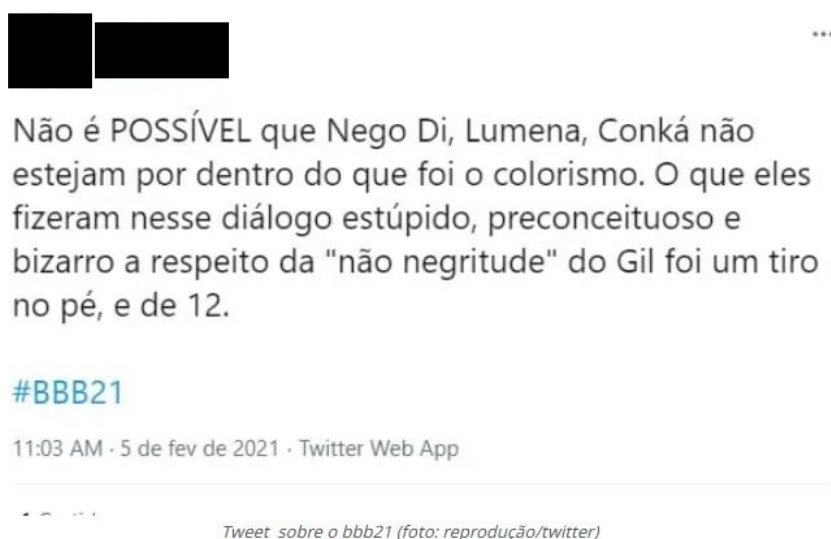 Não é POSSÍVEL que Nego Di, Lumena, Conká não
estejam por dentro do que foi o colorismo. O que eles
fizeram nesse diálogo estúpido, preconceituoso e
bizarro a respeito da "não negritude" do Gil foi um tiro
no pé, e de 12.
#BBB21
11:03 AM · 5 de fev de 2021 · Twitter Web App
Tweet sobre o bbb21 (foto: reprodução/twitter)